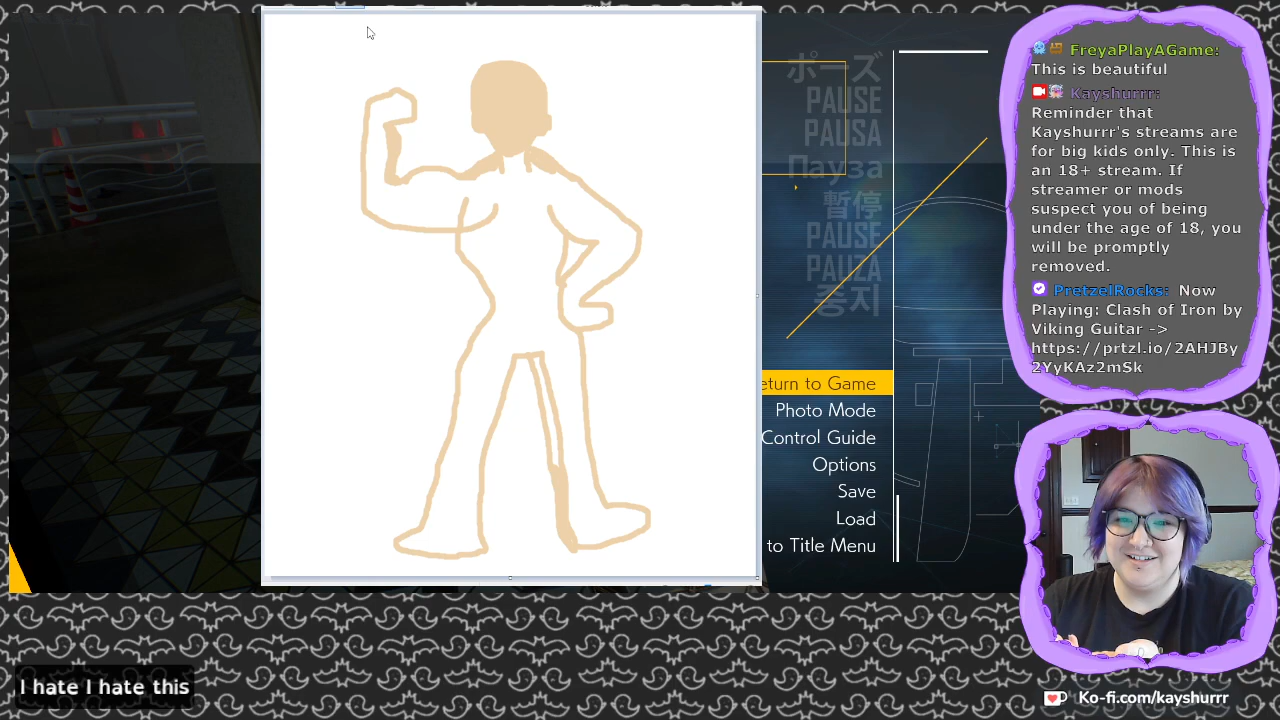 ポーズ
PAUSE
PAUSA
Пауза
暫停
PAUSE
PAUZA
중지
eturn to Game
Photo Mode
Control Guide
Options
Save
Load
to Title Menu
FreyaPlayAGame:
This is beautiful
Kayshurrr:
Reminder that
Kayshurrr's streams are
for big kids only. This is
an 18+ stream. If
streamer or mods
suspect you of being
under the age of 18, you
will be promptly
removed.
PretzelRocks: Now
Playing: Clash of Iron by
Viking Guitar ->
https://prtzl.io/2AHJBy
2YyKAz2mSk
I hate I hate this
Ko-fi.com/kayshurrr